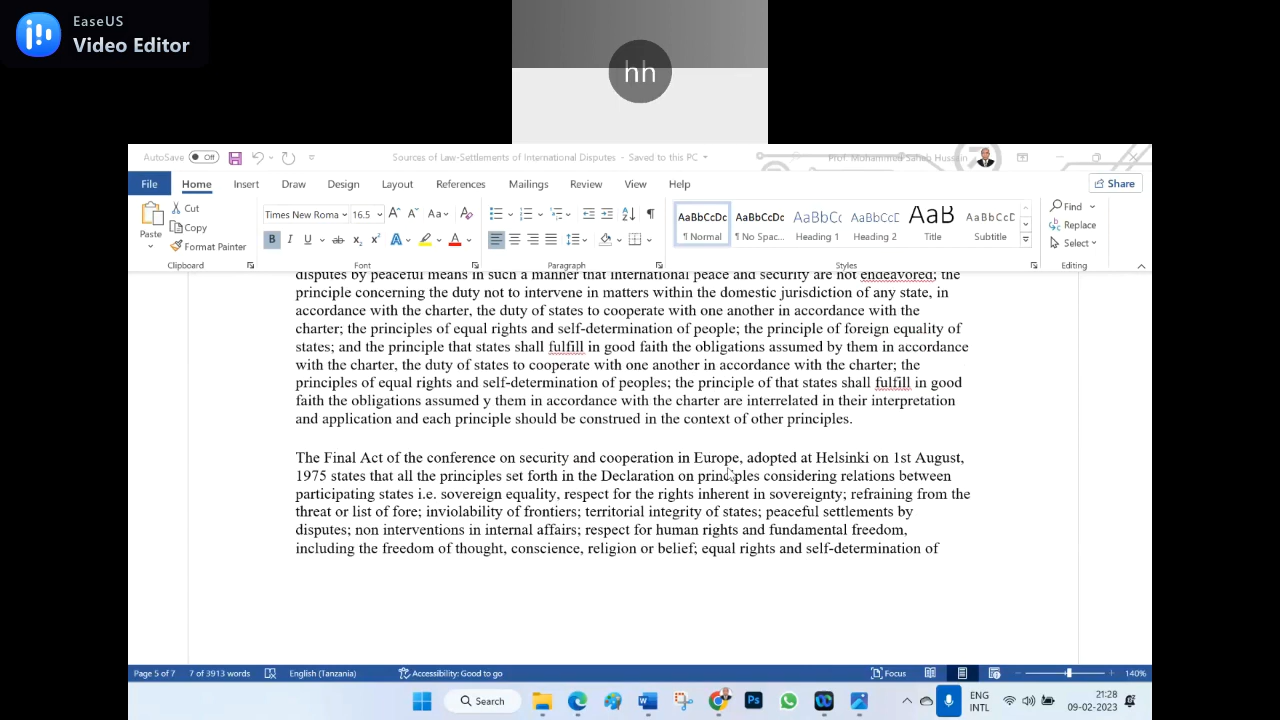 EaseUS
Video Editor
hh
AutoSave Off
Sources of Law-Settlements of International Disputes - Saved to this PC
Prof. Mohammed Saheb Hussain
File Home Insert Draw Design Layout References Mailings Review View Help Share
Paste
Cut
Copy
Format Painter
Clipboard
Times New Roma 16.5
Font
Paragraph
AaBbCcDc AaBbCcDc AaBbCc AaBbCcD AaB AaBbCcD
¶ Normal ¶ No Spac... Heading 1 Heading 2 Title Subtitle
Styles
Find
Replace
Select
Editing
disputes by peaceful means in such a manner that international peace and security are not endeavored; the
principle concerning the duty not to intervene in matters within the domestic jurisdiction of any state, in
accordance with the charter, the duty of states to cooperate with one another in accordance with the
charter; the principles of equal rights and self-determination of people; the principle of foreign equality of
states; and the principle that states shall fulfill in good faith the obligations assumed by them in accordance
with the charter, the duty of states to cooperate with one another in accordance with the charter; the
principles of equal rights and self-determination of peoples; the principle of that states shall fulfill in good
faith the obligations assumed y them in accordance with the charter are interrelated in their interpretation
and application and each principle should be construed in the context of other principles.
The Final Act of the conference on security and cooperation in Europe, adopted at Helsinki on 1st August,
1975 states that all the principles set forth in the Declaration on principles considering relations between
participating states i.e. sovereign equality, respect for the rights inherent in sovereignty; refraining from the
threat or list of fore; inviolability of frontiers; territorial integrity of states; peaceful settlements by
disputes; non interventions in internal affairs; respect for human rights and fundamental freedom,
including the freedom of thought, conscience, religion or belief; equal rights and self-determination of
Page 5 of 7 7 of 3913 words English (Tanzania) Accessibility: Good to go Focus 140%
Search
ENG
INTL
21:28
09-02-2023